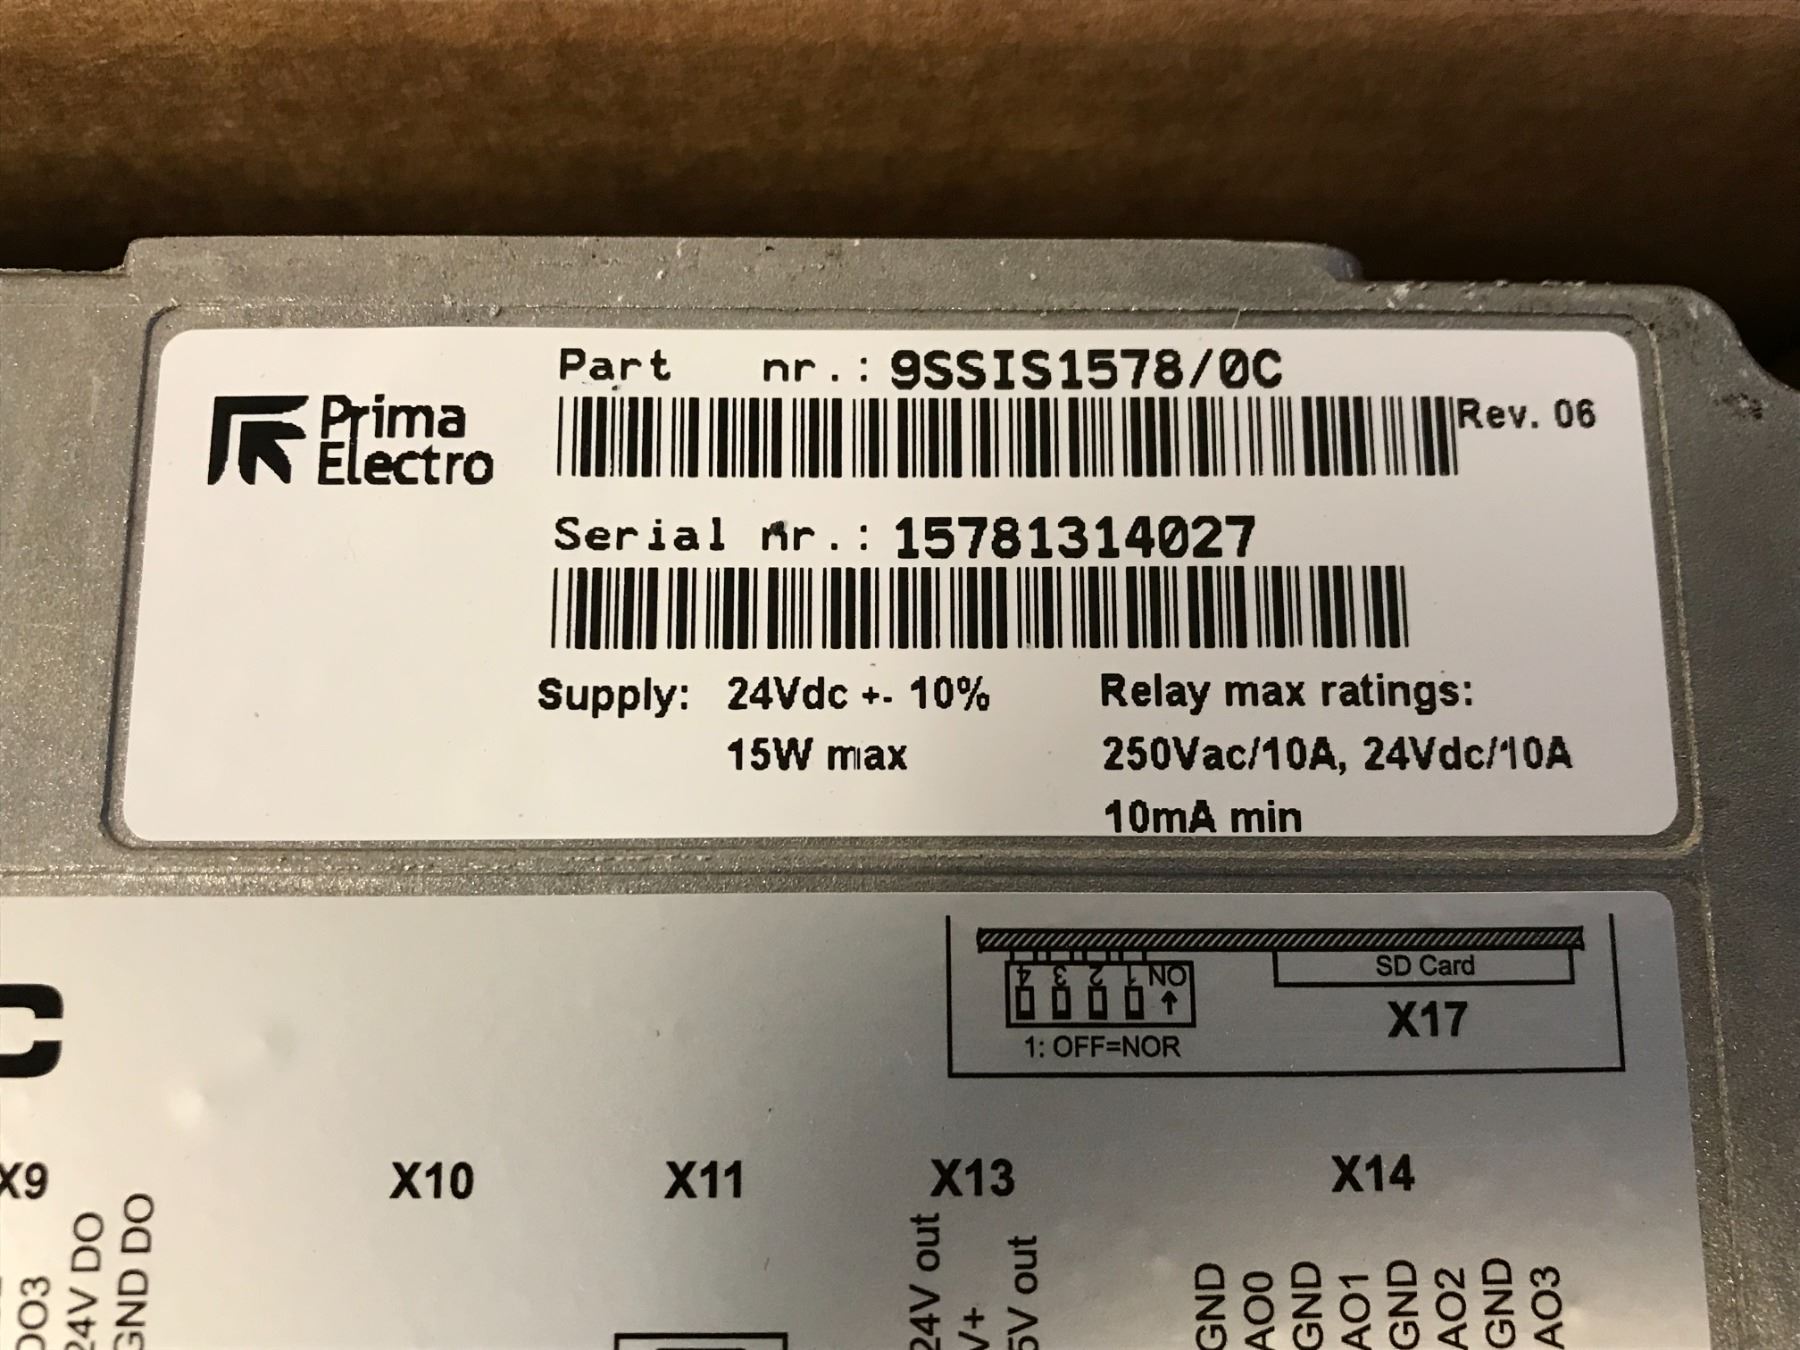 Part nr.: 9SSIS1578/0C
Prima
Electro
Rev. 06
Serial nr.: 15781314027
Supply: 24Vdc +- 10%
15W max
Relay max ratings:
250Vac/10A, 24Vdc/10A
10mA min
4 3 2 1 ON
1: OFF=NOR
SD Card
X17
C
X9
X10
X11
X13
X14
DO3
24V DO
GND DO
24V out
V+
5V out
GND
AO0
GND
AO1
GND
AO2
GND
AO3